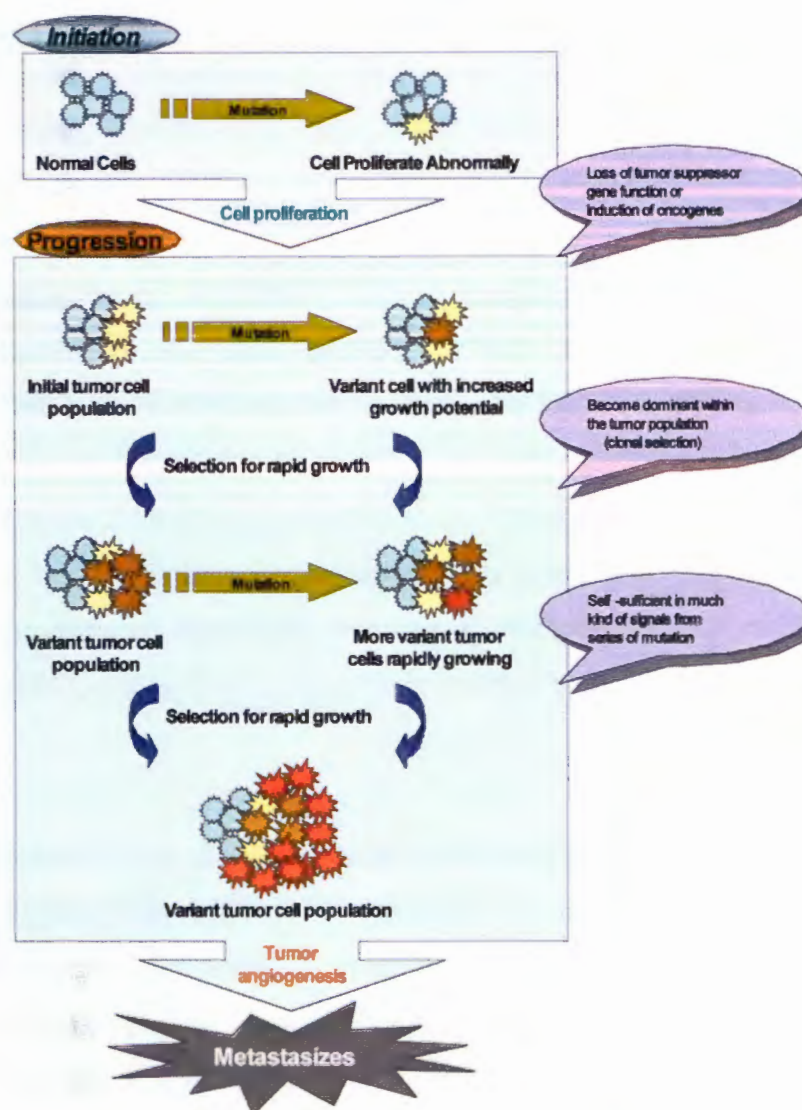 Initiation
Mutation
Normal Cells
Cell Proliferate Abnormally
Loss of tumor suppressor
gene function or
induction of oncogenes
Cell proliferation
Progression
Mutation
Initial tumor cell
population
Variant cell with increased
growth potential
Become dominant within
the tumor population
(clonal selection)
Selection for rapid growth
Mutation
Self -sufficient in much
kind of signals from
series of mutation
Variant tumor cell
population
More variant tumor
cells rapidly growing
Selection for rapid growth
Variant tumor cell population
Tumor
angiogenesis
Metastasizes